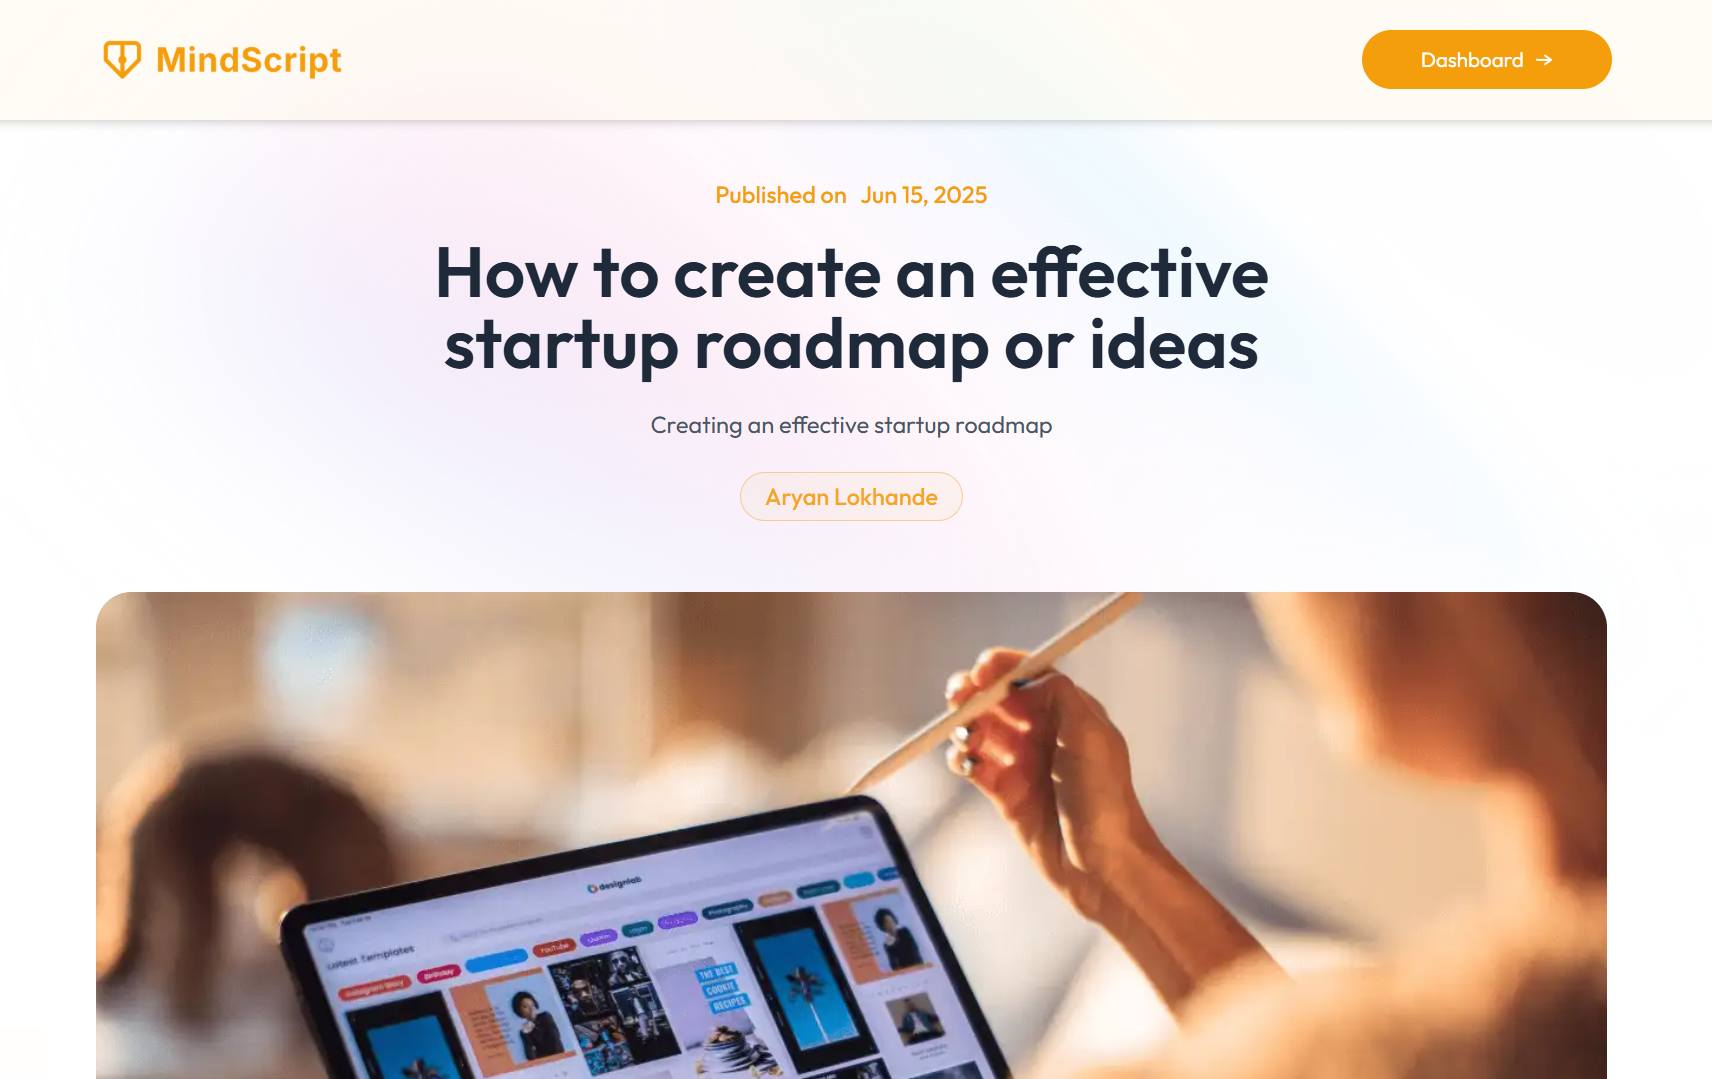 MindScript
Dashboard →
Published on Jun 15, 2025
How to create an effective
startup roadmap or ideas
Creating an effective startup roadmap
Aryan Lokhande
designlab
Latest Templates
Instagram Story
Birthday
YouTube
Photography
THE BEST
COOKIE
RECIPES